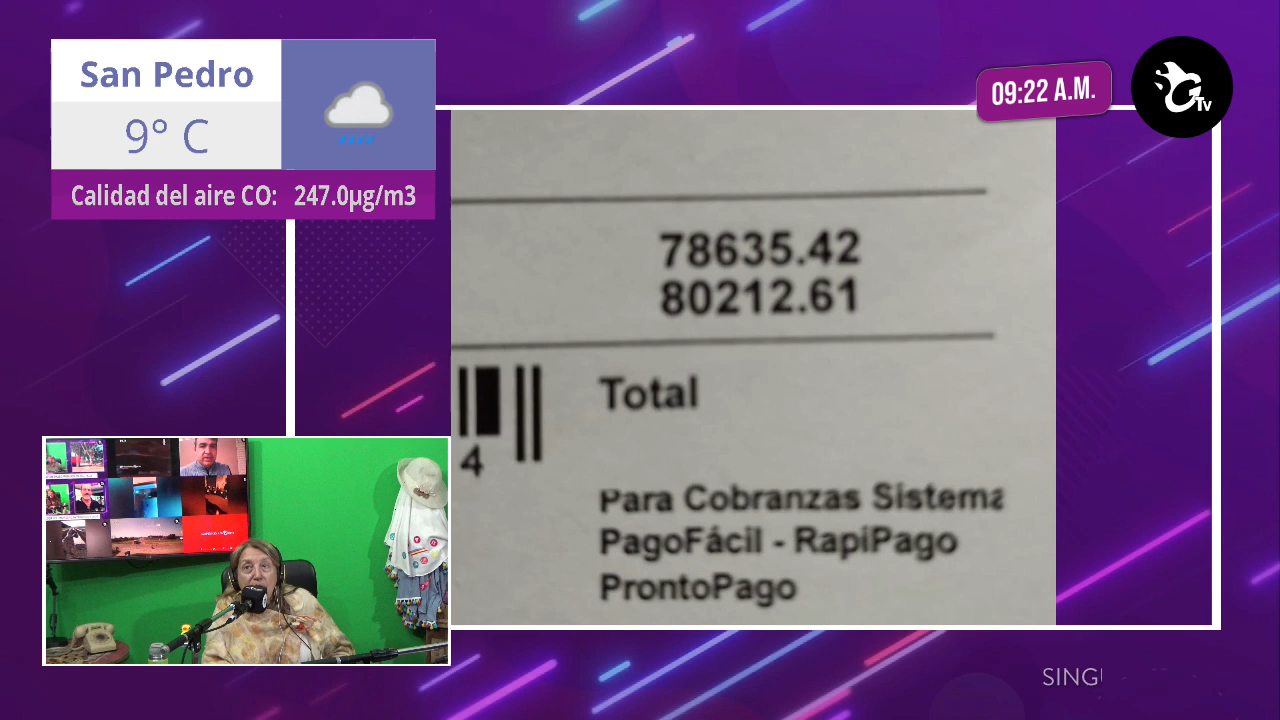 San Pedro
9° C
Calidad del aire CO: 247.0µg/m3
09:22 A.M.
GTv
78635.42
80212.61
Total
4
Para Cobranzas Sistema
PagoFácil - RapiPago
ProntoPago
SING